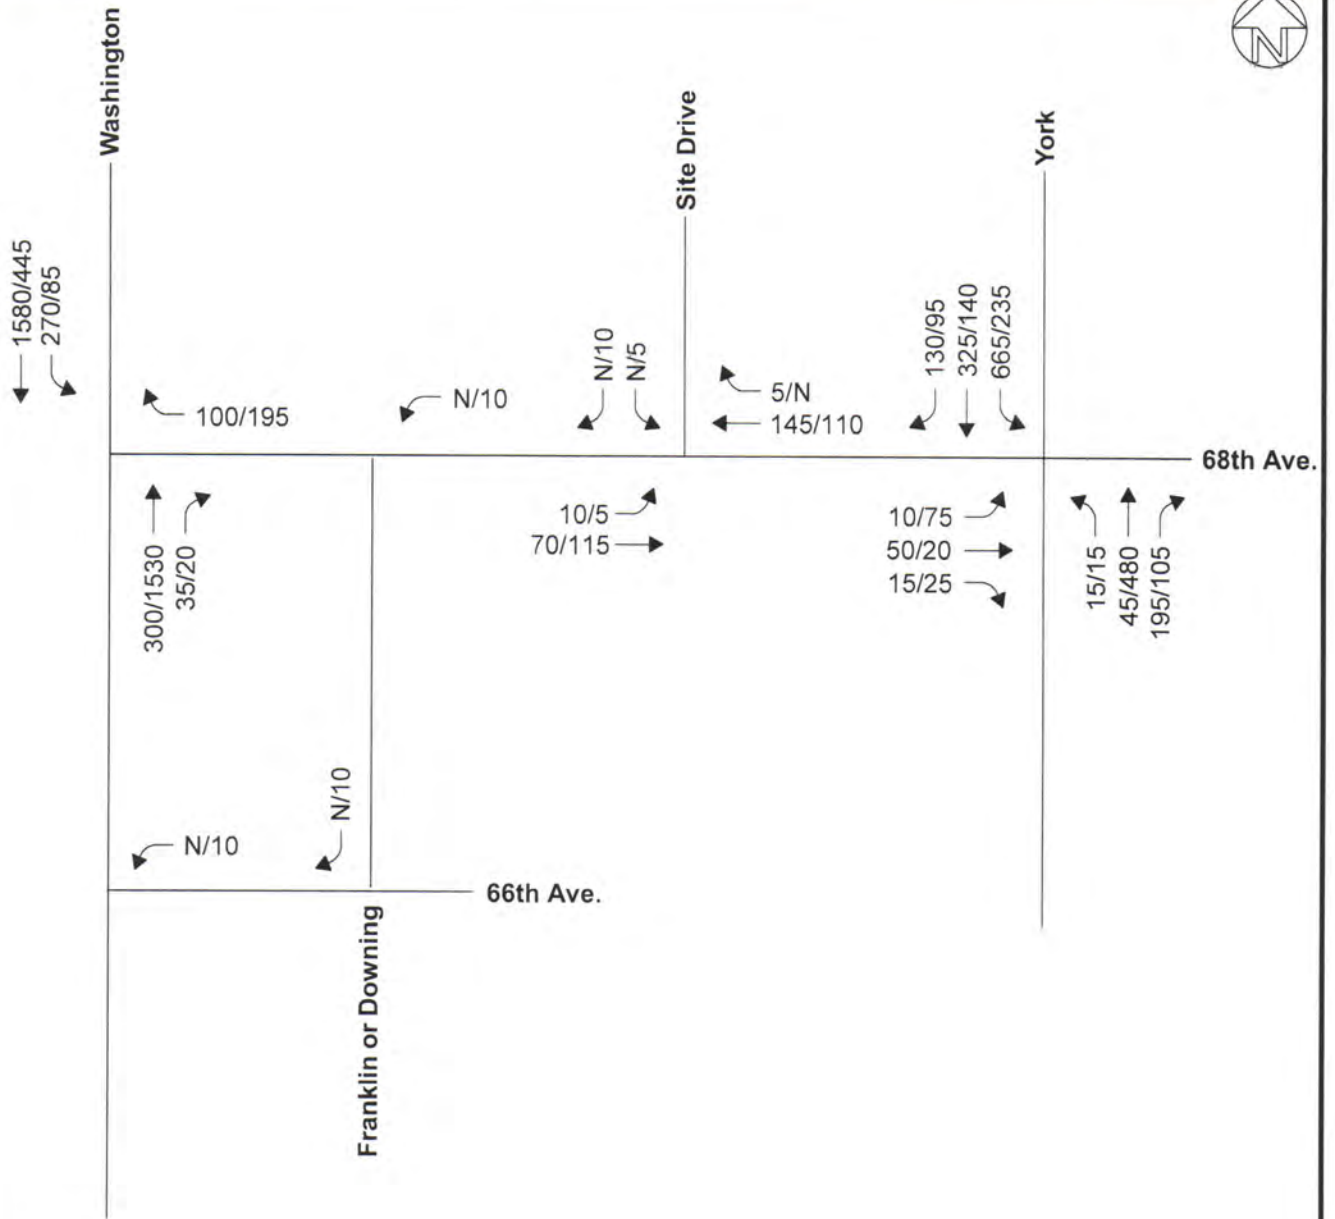 N
Washington
Site Drive
York
1580/445
270/85
100/195
N/10
N/10
N/5
5/N
145/110
130/95
325/140
665/235
68th Ave.
300/1530
35/20
10/5
70/115
10/75
50/20
15/25
15/15
45/480
195/105
N/10
N/10
66th Ave.
Franklin or Downing